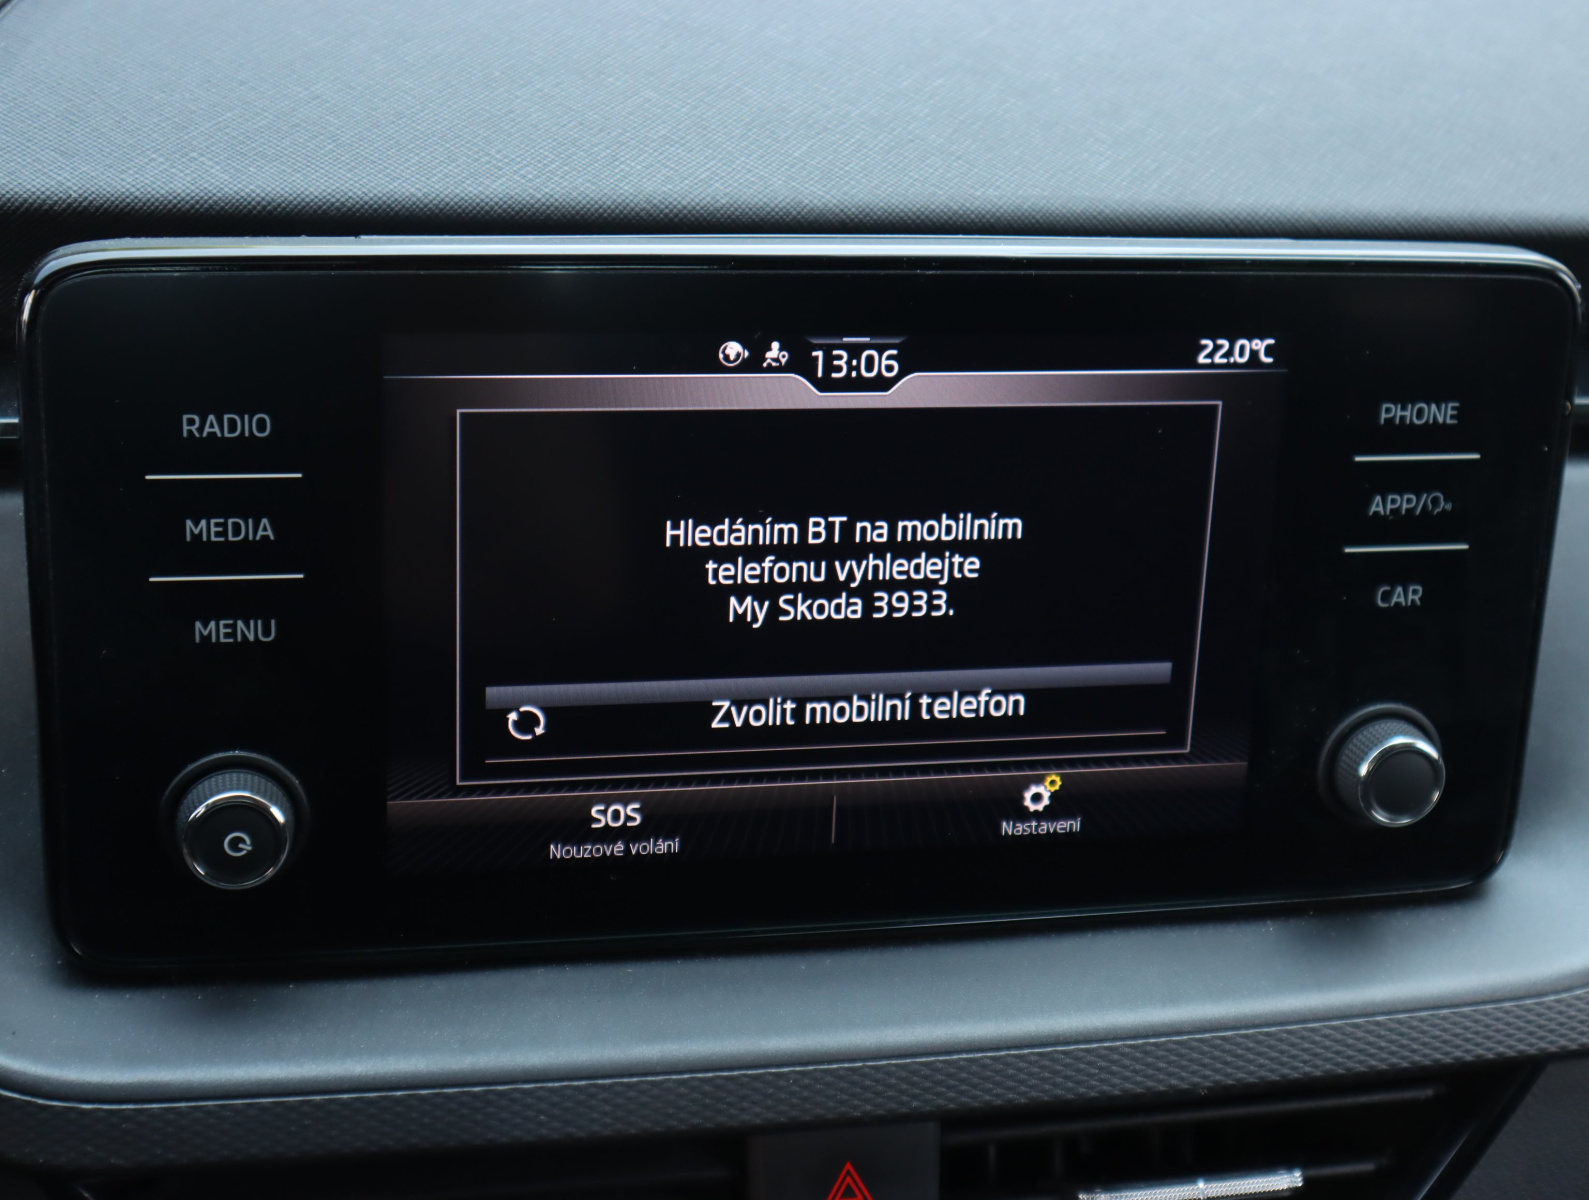 13:06
22.0°C
RADIO
MEDIA
MENU
PHONE
APP/
CAR
Hledáním BT na mobilním
telefonu vyhledejte
My Skoda 3933.
Zvolit mobilní telefon
SOS
Nouzové volání
Nastavení